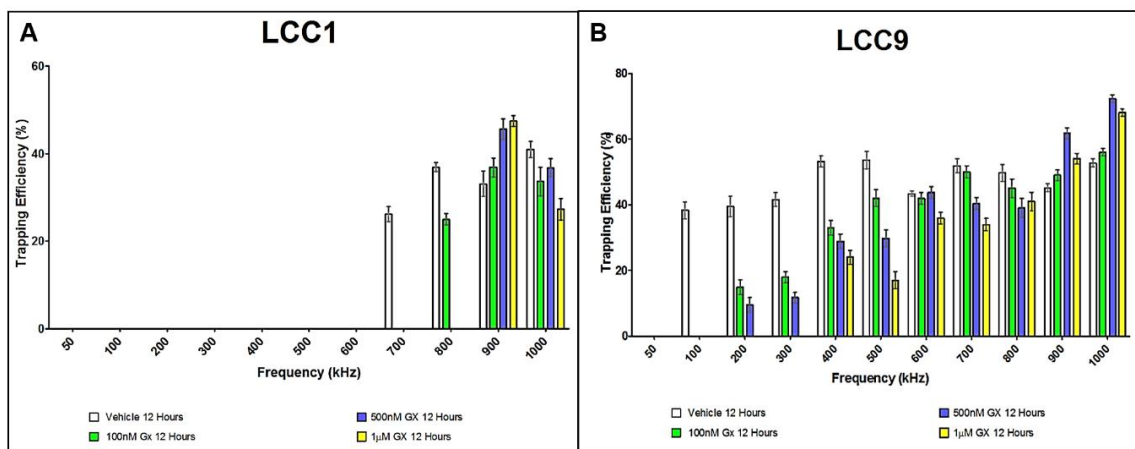 A
LCC1
Trapping Efficiency (%)
60
40
20
0
50
100
200
300
400
500
600
700
800
900
1000
Frequency (kHz)
Vehicle 12 Hours
500nM GX 12 Hours
100nM Gx 12 Hours
1μM GX 12 Hours
B
LCC9
Trapping Efficiency (%)
80
60
40
20
0
50
100
200
300
400
500
600
700
800
900
1000
Frequency (kHz)
Vehicle 12 Hours
500nM GX 12 Hours
100nM GX 12 Hours
1μM GX 12 Hours